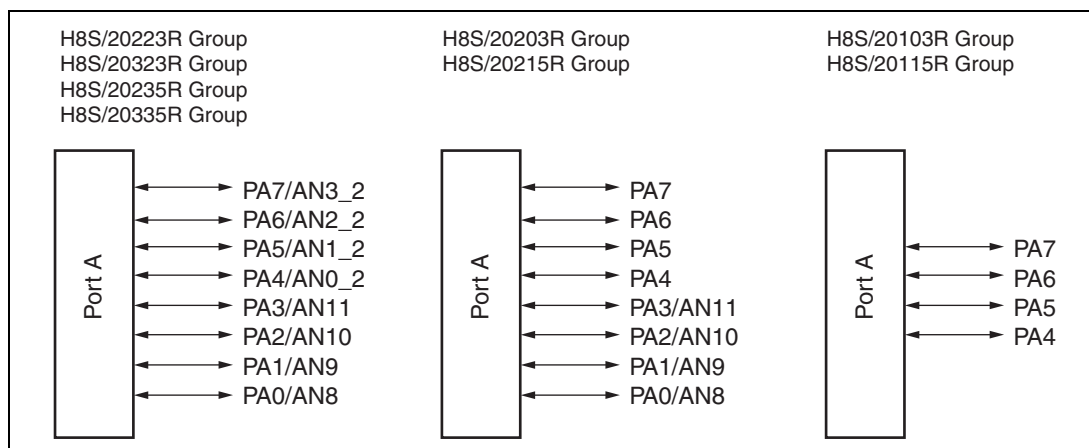 H8S/20223R Group
H8S/20323R Group
H8S/20235R Group
H8S/20335R Group
Port A
PA7/AN3_2
PA6/AN2_2
PA5/AN1_2
PA4/AN0_2
PA3/AN11
PA2/AN10
PA1/AN9
PA0/AN8
H8S/20203R Group
H8S/20215R Group
Port A
PA7
PA6
PA5
PA4
PA3/AN11
PA2/AN10
PA1/AN9
PA0/AN8
H8S/20103R Group
H8S/20115R Group
Port A
PA7
PA6
PA5
PA4